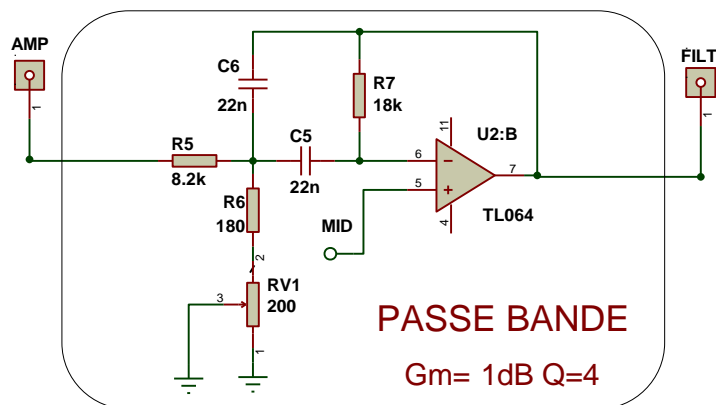 AMP
FILT
1
1
C6
22n
R7
18k
C5
22n
R5
8.2k
R6
180
RV1
200
2
3
1
MID
11
U2:B
6
5
7
4
TL064
PASSE BANDE
Gm= 1dB Q=4